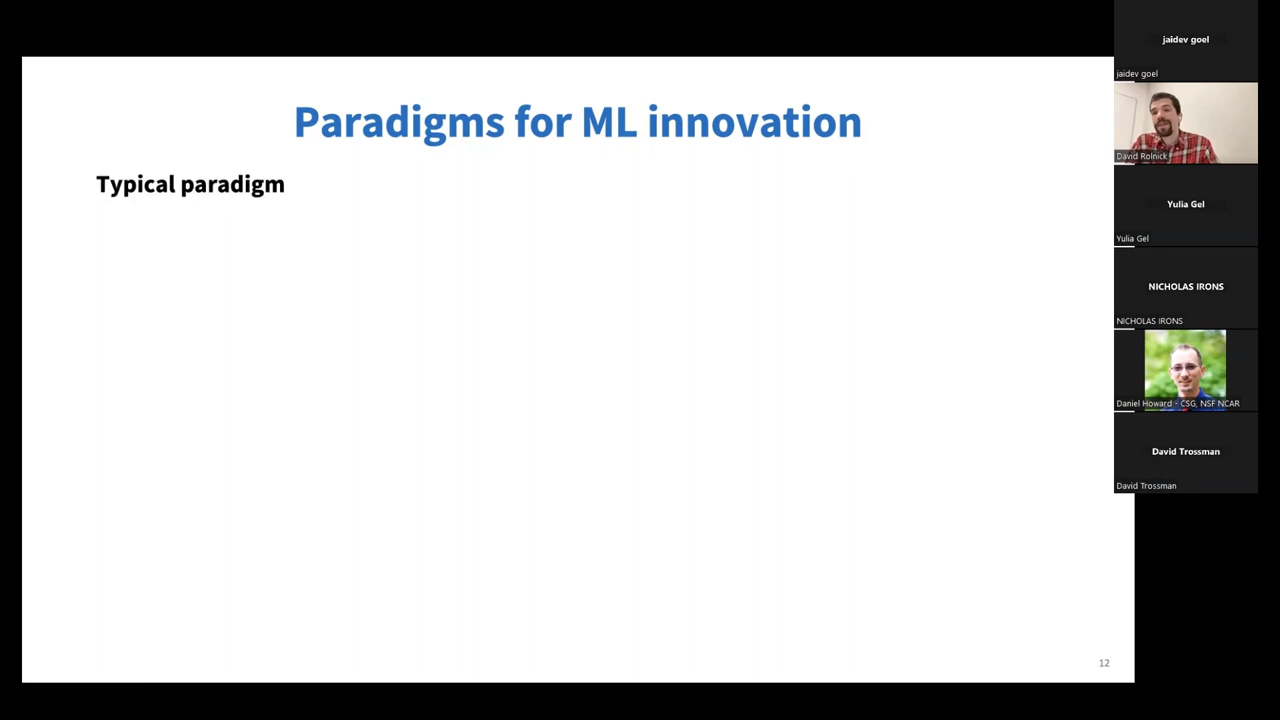 Paradigms for ML innovation
Typical paradigm
12
jaidev goel
jaidev goel
David Rolnick
Yulia Gel
Yulia Gel
NICHOLAS IRONS
NICHOLAS IRONS
Daniel Howard - CSG, NSF NCAR
David Trossman
David Trossman